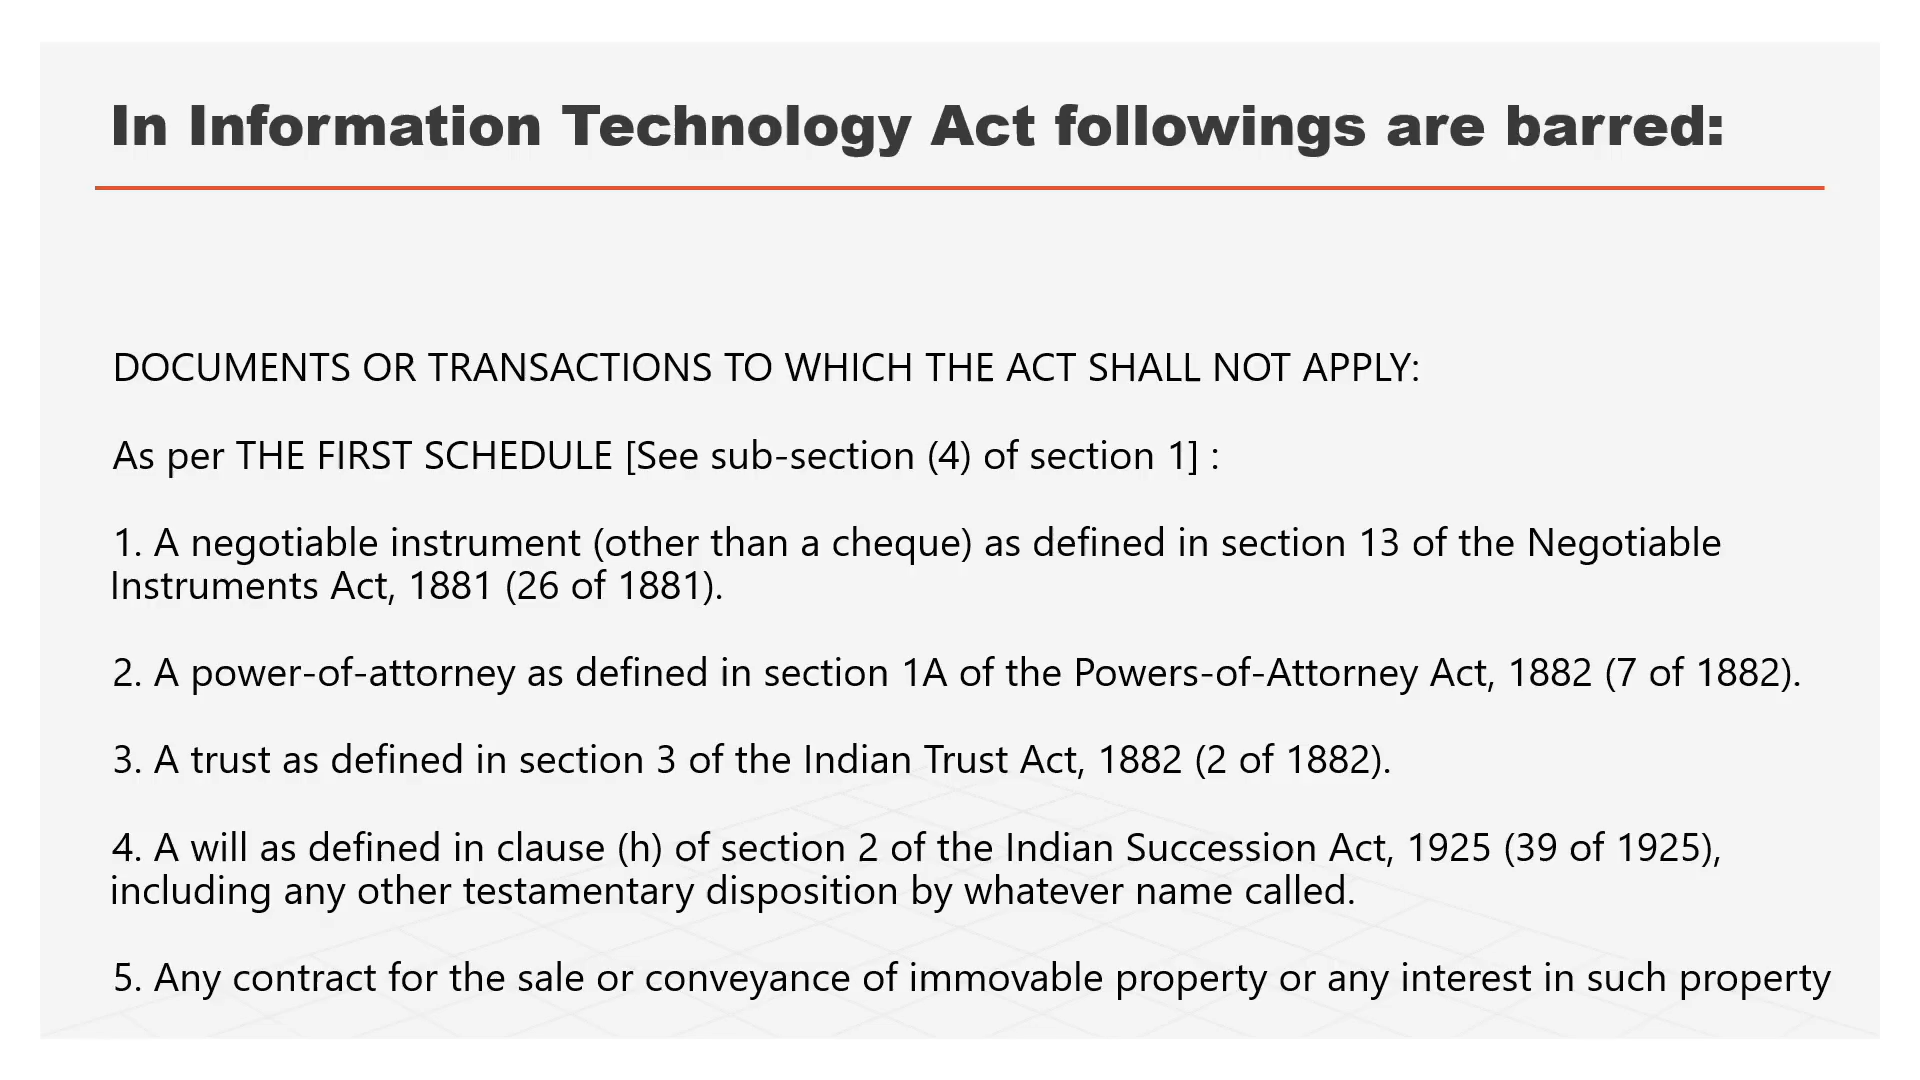 In Information Technology Act followings are barred:
DOCUMENTS OR TRANSACTIONS TO WHICH THE ACT SHALL NOT APPLY:
As per THE FIRST SCHEDULE [See sub-section (4) of section 1] :
1. A negotiable instrument (other than a cheque) as defined in section 13 of the Negotiable
Instruments Act, 1881 (26 of 1881).
2. A power-of-attorney as defined in section 1A of the Powers-of-Attorney Act, 1882 (7 of 1882).
3. A trust as defined in section 3 of the Indian Trust Act, 1882 (2 of 1882).
4. A will as defined in clause (h) of section 2 of the Indian Succession Act, 1925 (39 of 1925),
including any other testamentary disposition by whatever name called.
5. Any contract for the sale or conveyance of immovable property or any interest in such property